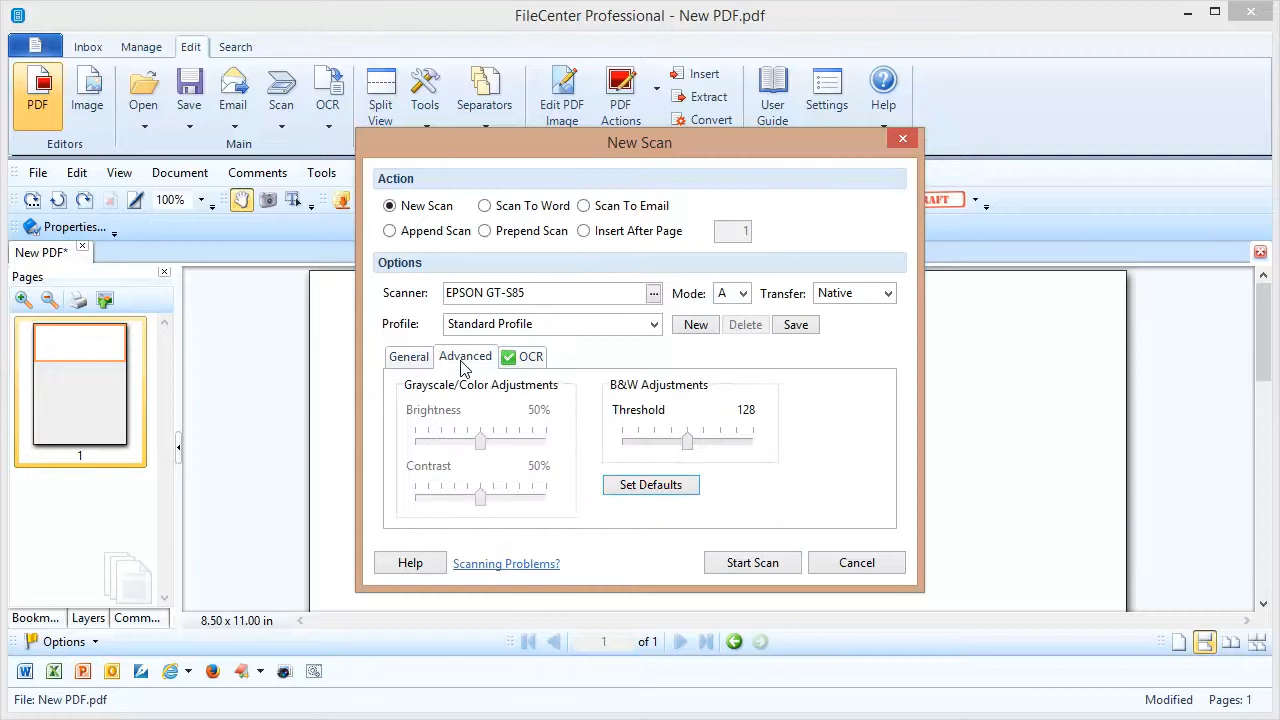 FileCenter Professional - New PDF.pdf
Inbox Manage Edit Search
PDF Image Open Save Email Scan OCR Split View Tools Separators Edit PDF Image PDF Actions Insert Extract Convert User Guide Settings Help
Editors Main
New Scan
File Edit View Document Comments Tools
Action
New Scan Scan To Word Scan To Email
100% RAFT
Append Scan Prepend Scan Insert After Page 1
Properties...
New PDF*
Options
Pages
Scanner: EPSON GT-S85 ... Mode: A Transfer: Native
Profile: Standard Profile New Delete Save
General Advanced OCR
Grayscale/Color Adjustments B&W Adjustments
Brightness 50% Threshold 128
1
Contrast 50%
Set Defaults
Help Scanning Problems? Start Scan Cancel
Bookm... Layers Comm... 8.50 x 11.00 in
Options 1 of 1
File: New PDF.pdf Modified Pages: 1